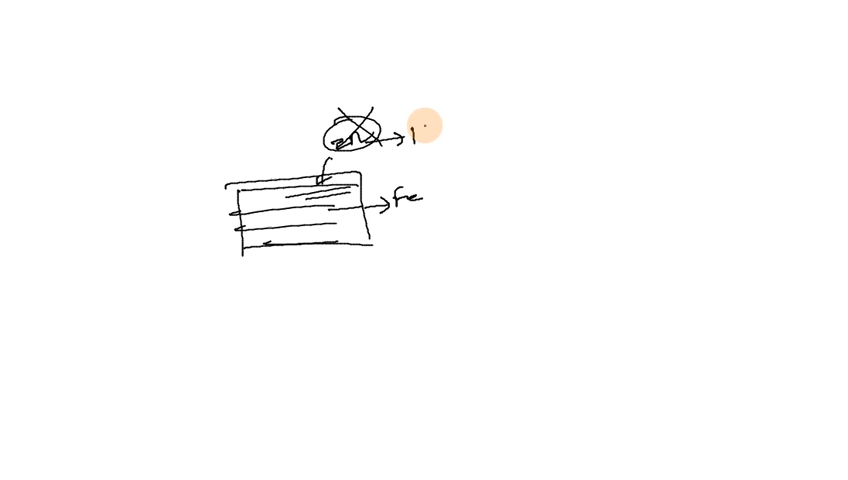 Zn → I
→ Fe